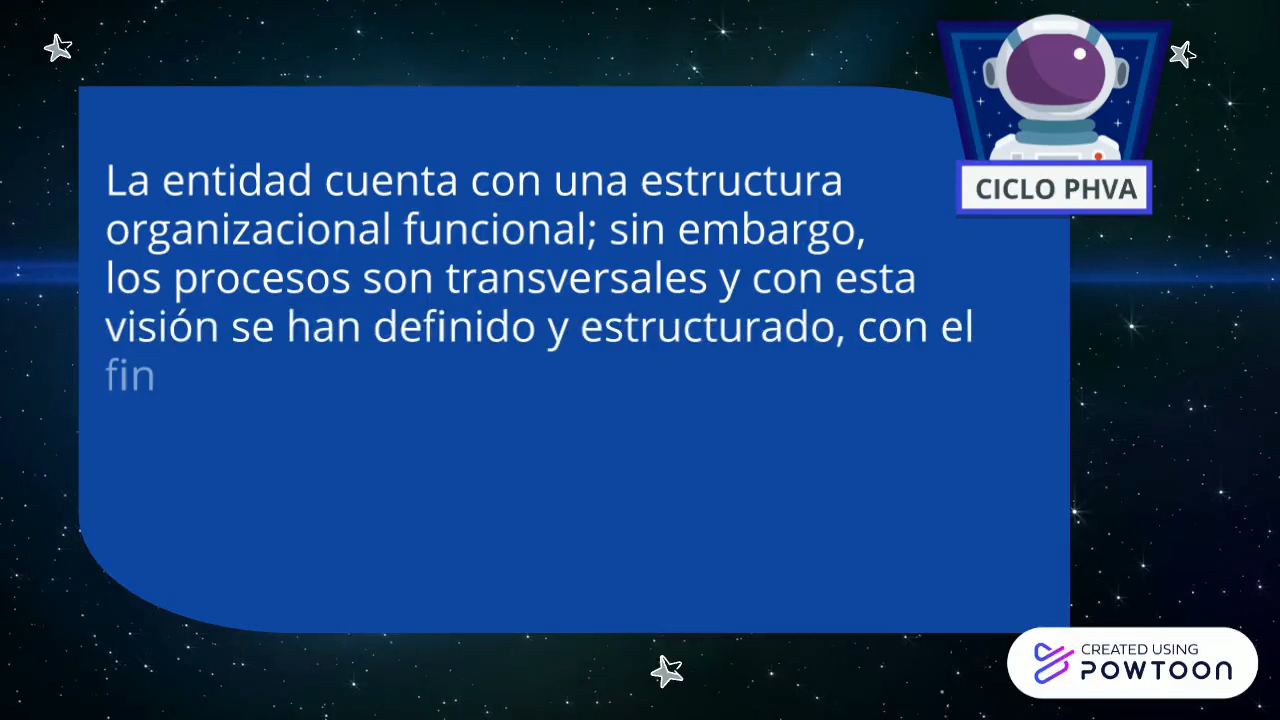 CICLO PHVA
La entidad cuenta con una estructura
organizacional funcional; sin embargo,
los procesos son transversales y con esta
visión se han definido y estructurado, con el
fin
CREATED USING
POWTOON